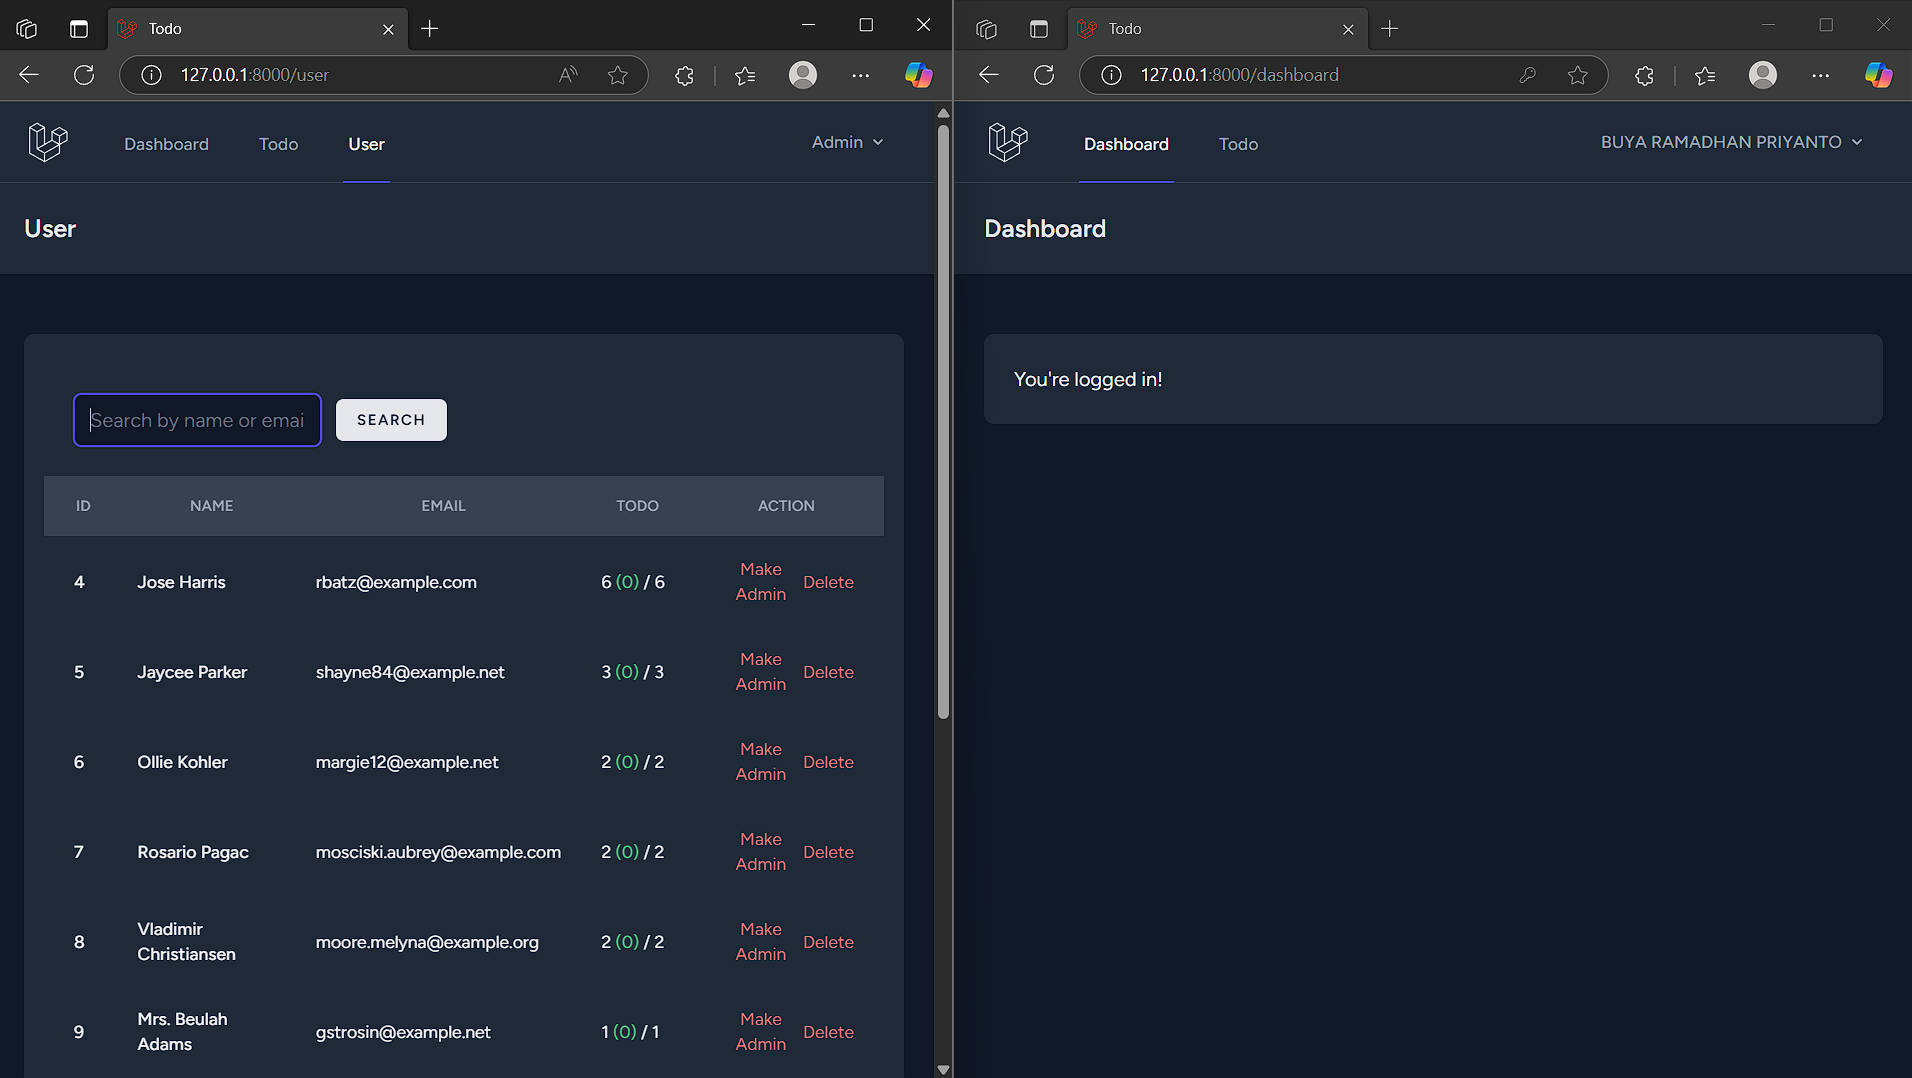 Todo
127.0.0.1:8000/user
Dashboard
Todo
User
Admin
User
Search by name or emai
SEARCH
ID NAME EMAIL TODO ACTION
4 Jose Harris rbatz@example.com 6 (0) / 6 Make Admin Delete
5 Jaycee Parker shayne84@example.net 3 (0) / 3 Make Admin Delete
6 Ollie Kohler margie12@example.net 2 (0) / 2 Make Admin Delete
7 Rosario Pagac mosciski.aubrey@example.com 2 (0) / 2 Make Admin Delete
8 Vladimir Christiansen moore.melyna@example.org 2 (0) / 2 Make Admin Delete
9 Mrs. Beulah Adams gstrosin@example.net 1 (0) / 1 Make Admin Delete
Todo
127.0.0.1:8000/dashboard
Dashboard
Todo
BUYA RAMADHAN PRIYANTO
Dashboard
You're logged in!